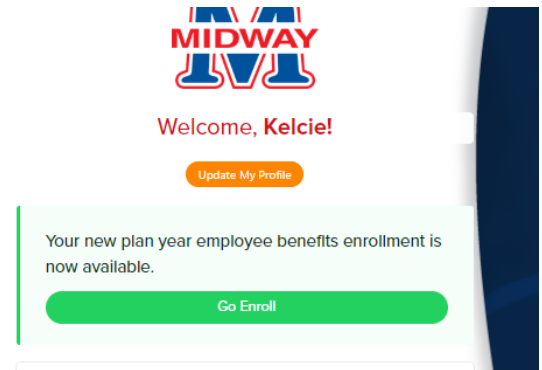 MIDWAY
Welcome, Kelcie!
Update My Profile
Your new plan year employee benefits enrollment is
now available.
Go Enroll